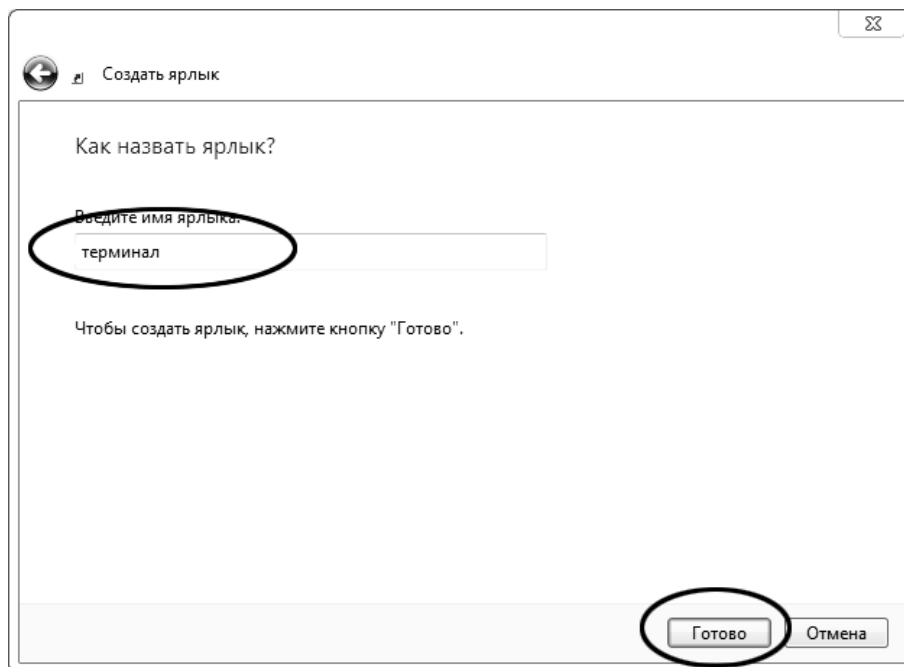 Создать ярлык
Как назвать ярлык?
Введите имя ярлыка:
терминал
Чтобы создать ярлык, нажмите кнопку "Готово".
Готово
Отмена